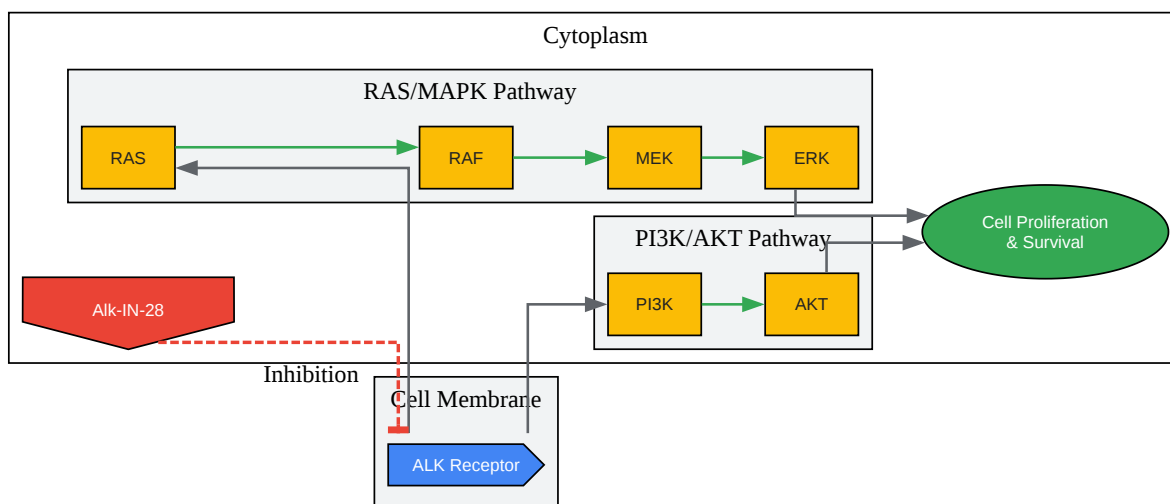 Cytoplasm
RAS/MAPK Pathway
RAS
RAF
MEK
ERK
Cell Proliferation
& Survival
PI3K/AKT Pathway
PI3K
AKT
Alk-IN-28
Inhibition
Cell Membrane
ALK Receptor